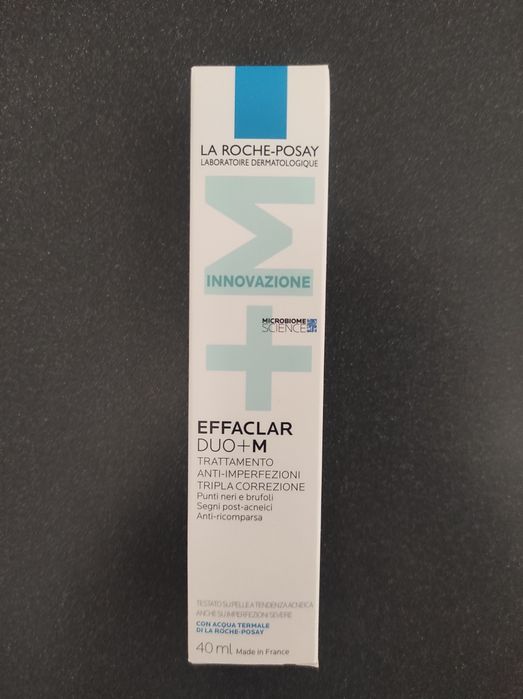 LA ROCHE-POSAY
LABORATOIRE DERMATOLOGIQUE
+M
INNOVAZIONE
MICROBIOME
SCIENCE
EFFACLAR
DUO+M
TRATTAMENTO
ANTI-IMPERFEZIONI
TRIPLA CORREZIONE
Punti neri e brufoli
Segni post-acneici
Anti-ricomparsa
TESTATO SU PELLE A TENDENZA ACNEICA
ANCHE SU IMPERFEZIONI SEVERE
CON ACQUA TERMALE
DI LA ROCHE-POSAY
40 ml Made in France